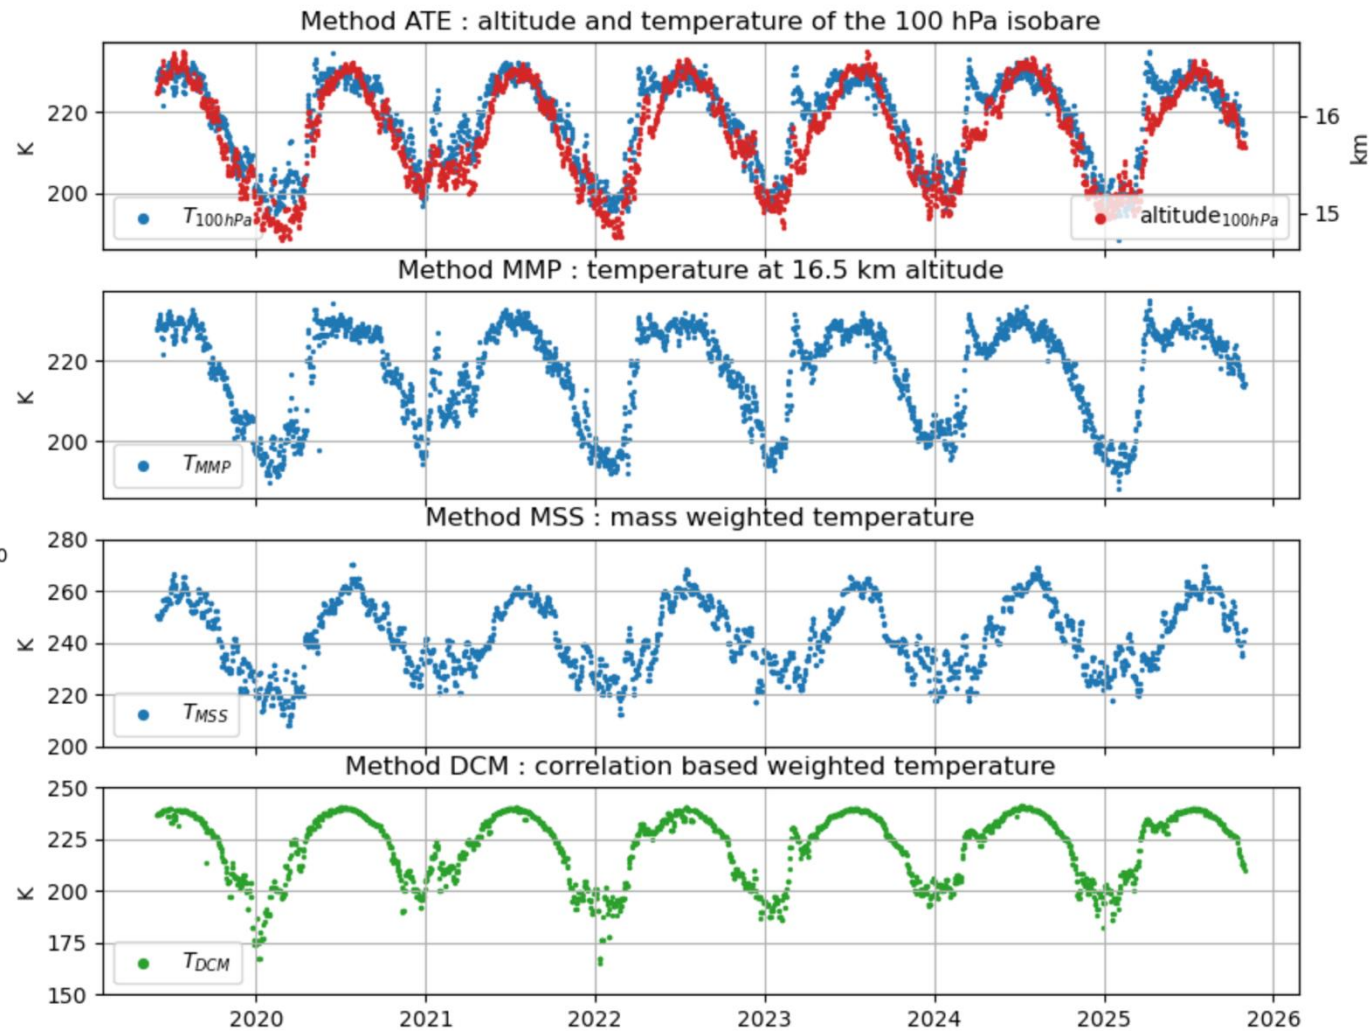 Method ATE : altitude and temperature of the 100 hPa isobare
220
200
K
16
15
km
T100hPa
altitude100hPa
Method MMP : temperature at 16.5 km altitude
220
200
K
TMMP
Method MSS : mass weighted temperature
0
280
260
240
220
200
K
TMSS
Method DCM : correlation based weighted temperature
250
225
200
175
150
K
TDCM
2020 2021 2022 2023 2024 2025 2026